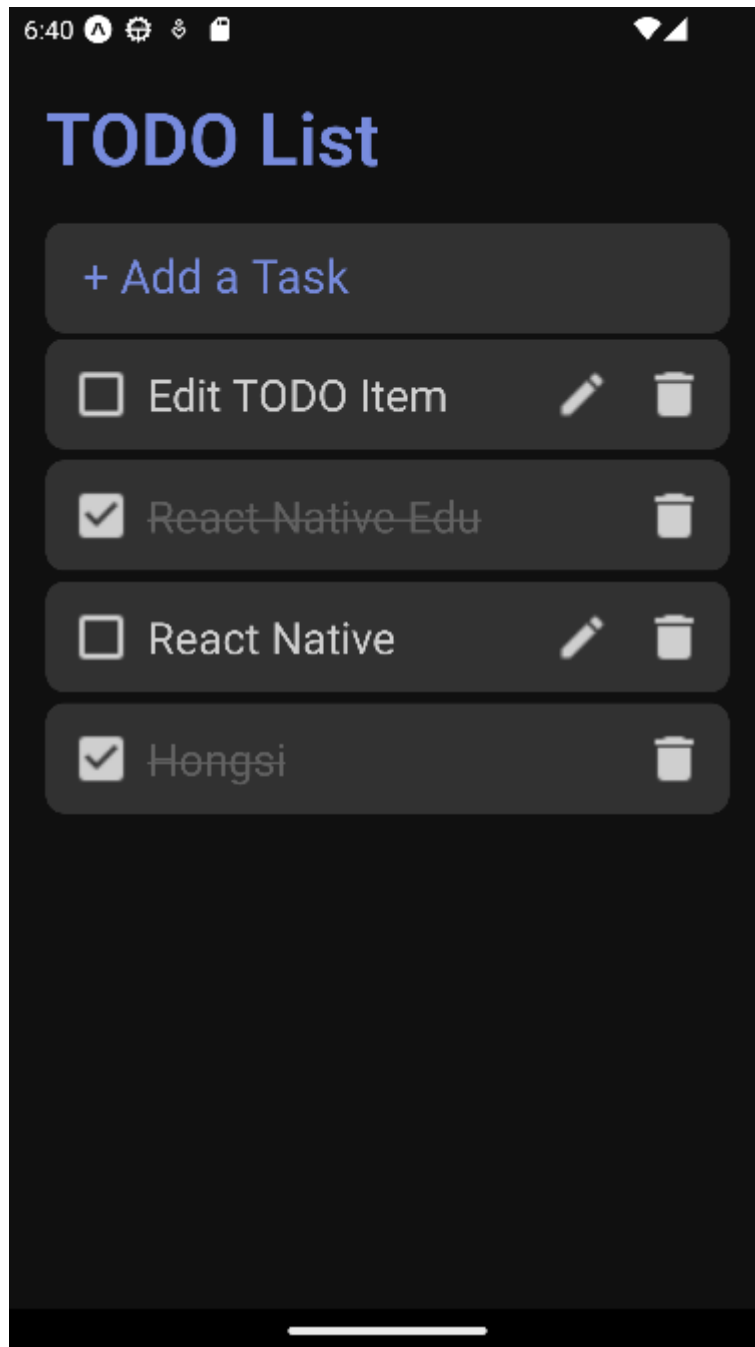 6:40
TODO List
+ Add a Task
Edit TODO Item
React Native Edu
React Native
Hongsi